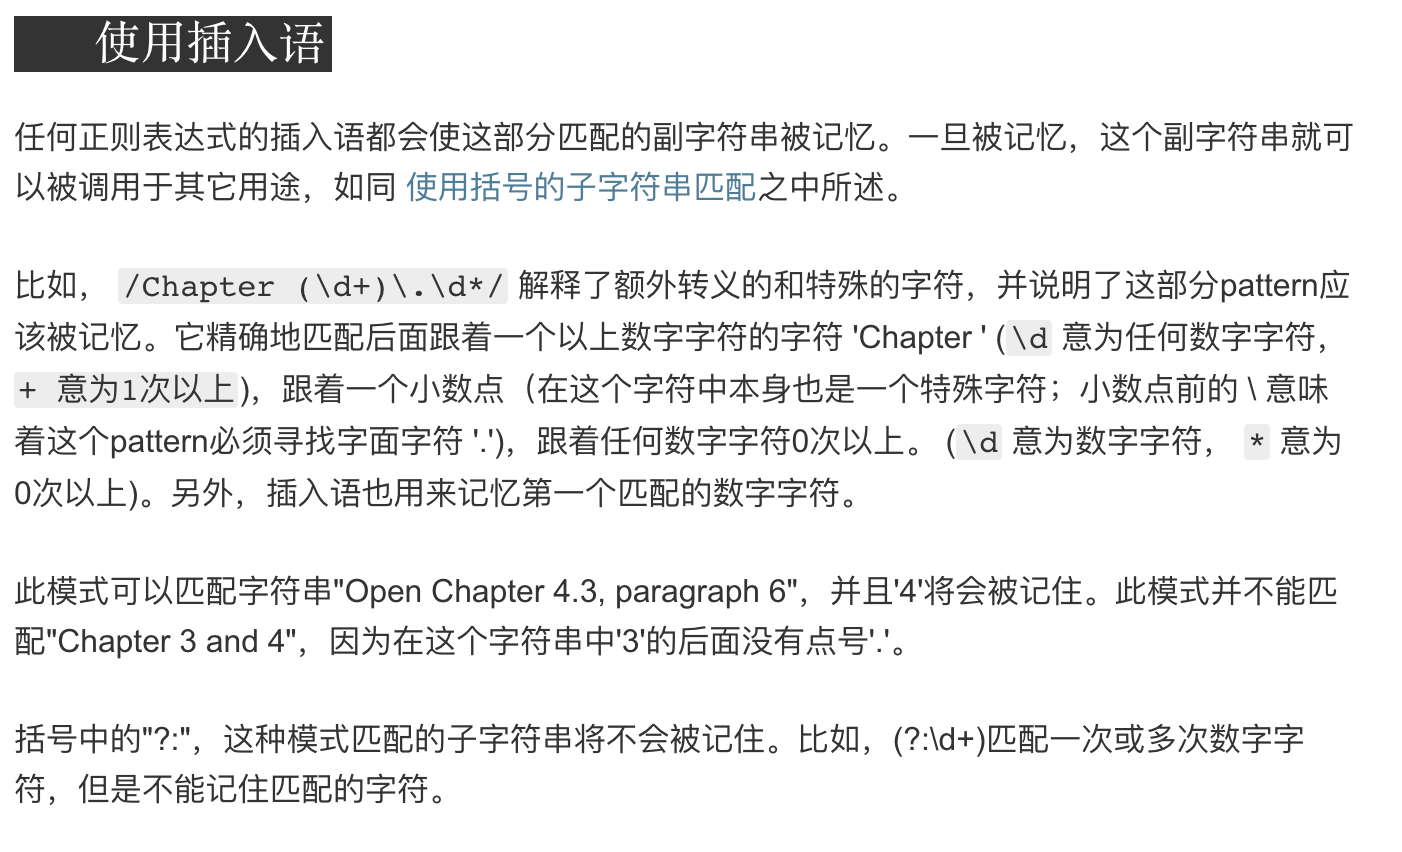 使用插入语
任何正则表达式的插入语都会使这部分匹配的副字符串被记忆。一旦被记忆，这个副字符串就可
以被调用于其它用途，如同 使用括号的子字符串匹配之中所述。
比如， /Chapter (\d+)\.\d*/ 解释了额外转义的和特殊的字符，并说明了这部分pattern应
该被记忆。它精确地匹配后面跟着一个以上数字字符的字符 'Chapter ' (\d 意为任何数字字符，
+ 意为1次以上)，跟着一个小数点（在这个字符中本身也是一个特殊字符；小数点前的 \ 意味
着这个pattern必须寻找字面字符 '.')，跟着任何数字字符0次以上。 (\d 意为数字字符， * 意为
0次以上)。另外，插入语也用来记忆第一个匹配的数字字符。
此模式可以匹配字符串"Open Chapter 4.3, paragraph 6"，并且'4'将会被记住。此模式并不能匹
配"Chapter 3 and 4"，因为在这个字符串中'3'的后面没有点号'.'。
括号中的"?:"，这种模式匹配的子字符串将不会被记住。比如，(?:\d+)匹配一次或多次数字字
符，但是不能记住匹配的字符。